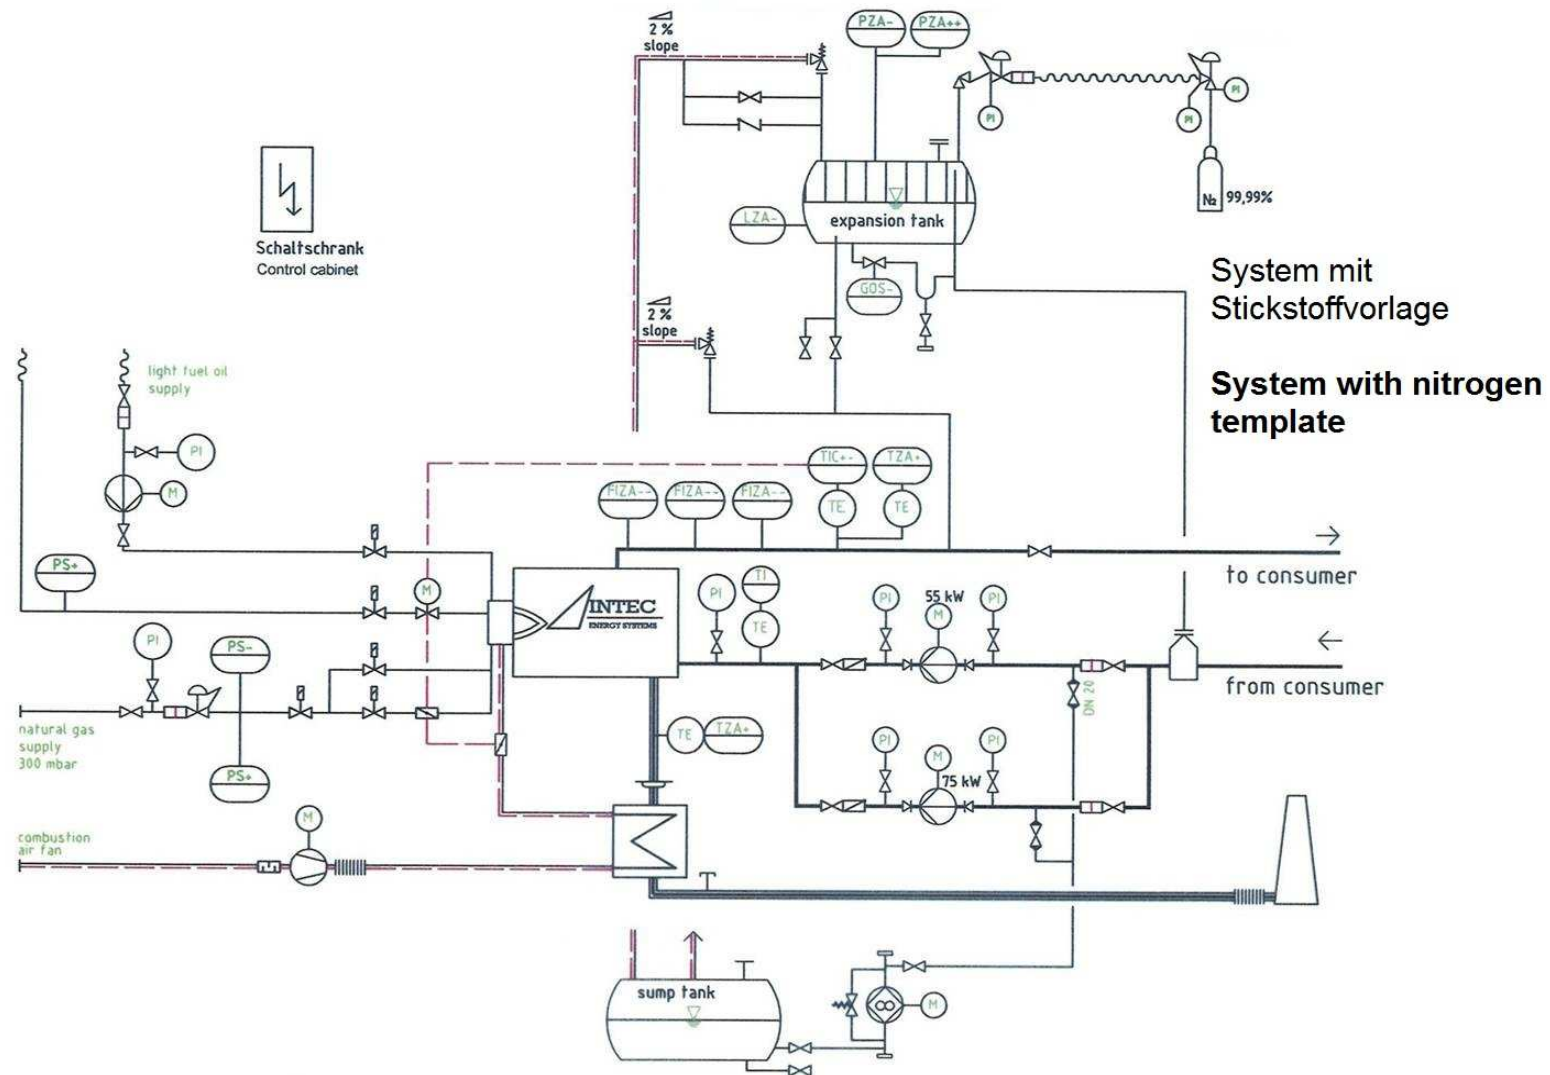 2 %
slope
PZA-
PZA++
PI
PI
PI
N₂ 99,99%
Schaltschrank
Control cabinet
LZA-
expansion tank
GOS-
System mit
Stickstoffvorlage
System with nitrogen
template
2 %
slope
light fuel oil
supply
PI
M
TIC+-
TZA+
FIZA--
FIZA--
FIZA--
TE
TE
PS+
M
INTEC
ENERGY SYSTEMS
PI
TI
TE
PI
55 kW
M
PI
to consumer
from consumer
DN 20
PI
PS-
PS+
natural gas
supply
300 mbar
TE
TZA+
PI
M
75 kW
PI
combustion
air fan
M
sump tank
M